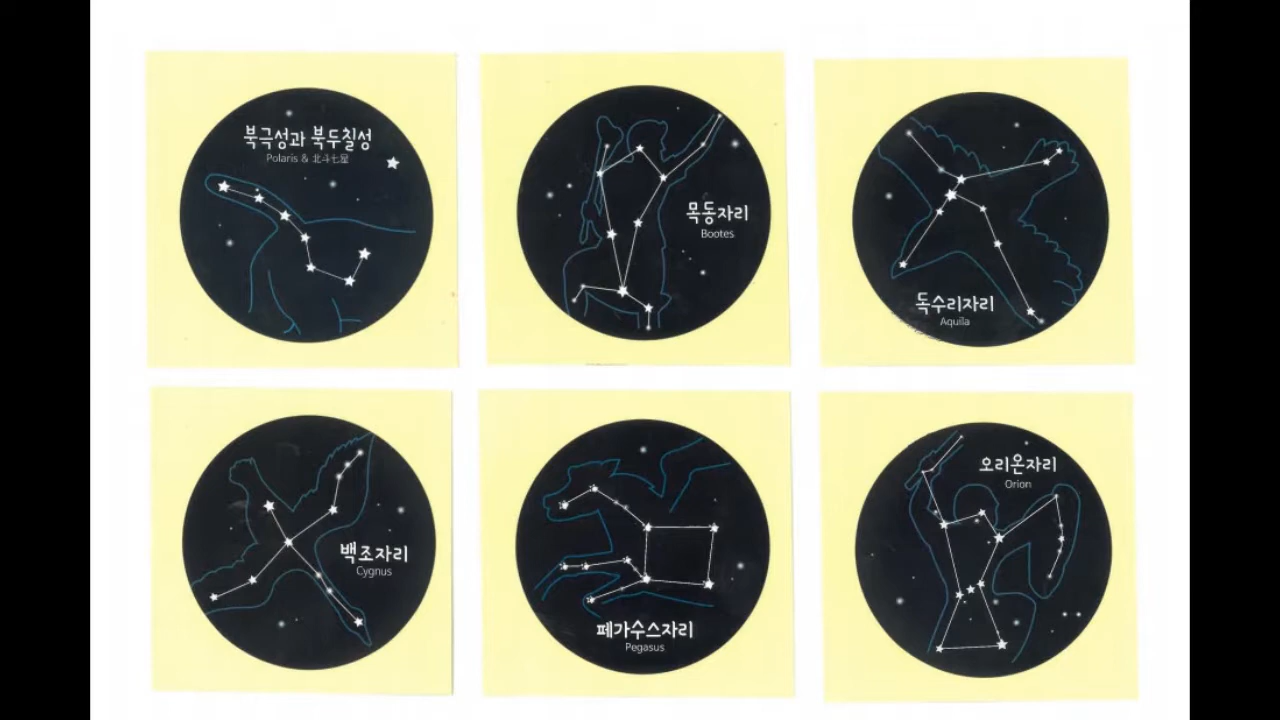 북극성과 북두칠성
Polaris & 北斗七星
목동자리
Bootes
독수리자리
Aquila
백조자리
Cygnus
페가수스자리
Pegasus
오리온자리
Orion